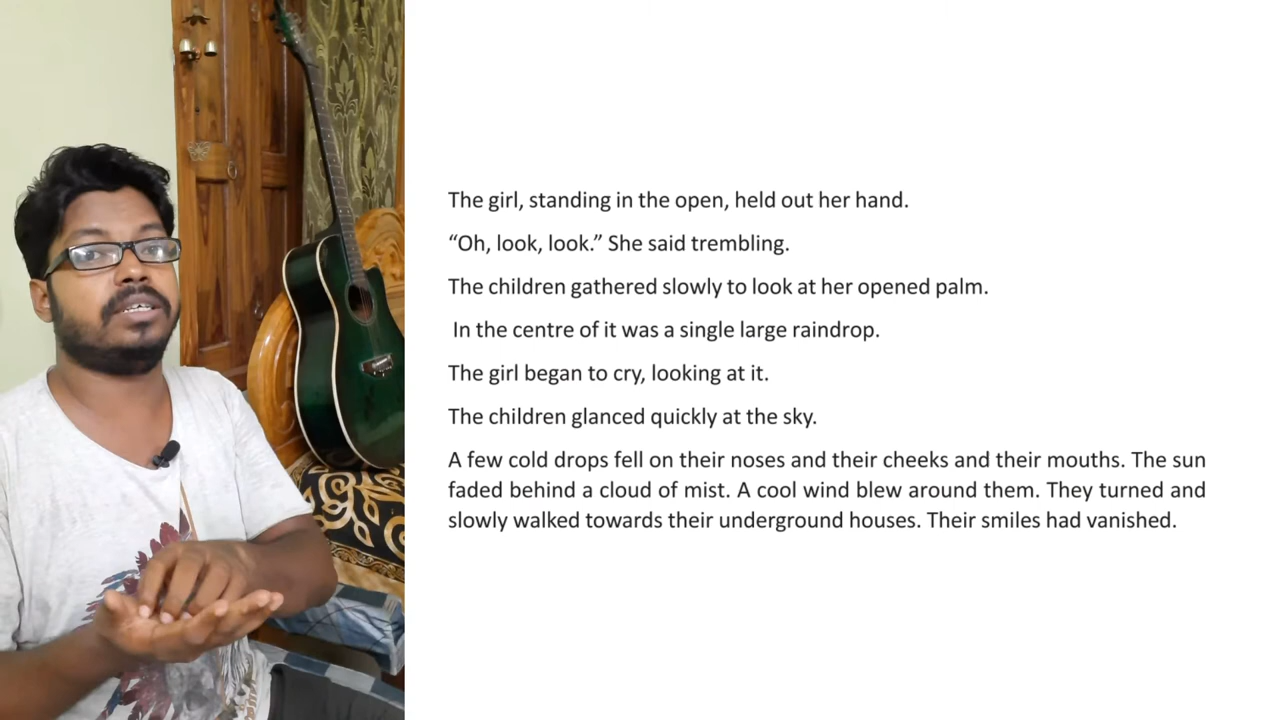 The girl, standing in the open, held out her hand.
“Oh, look, look.” She said trembling.
The children gathered slowly to look at her opened palm.
In the centre of it was a single large raindrop.
The girl began to cry, looking at it.
The children glanced quickly at the sky.
A few cold drops fell on their noses and their cheeks and their mouths. The sun
faded behind a cloud of mist. A cool wind blew around them. They turned and
slowly walked towards their underground houses. Their smiles had vanished.